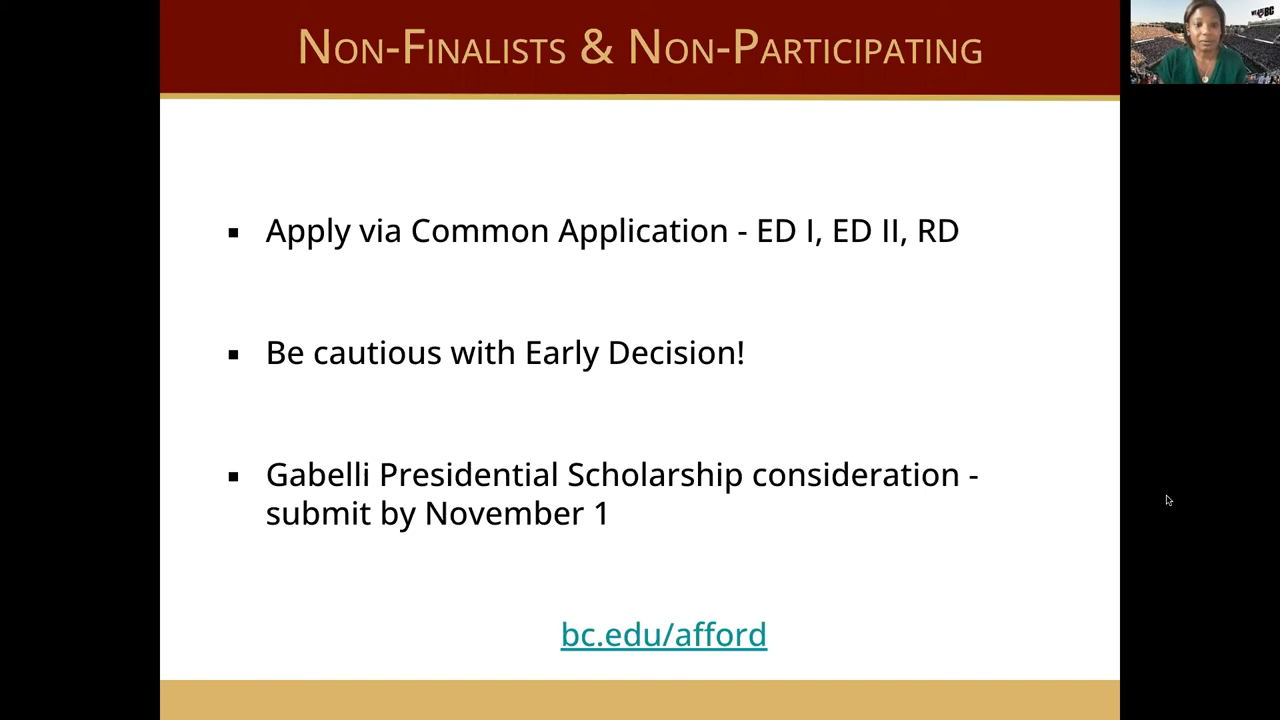 Non-Finalists & Non-Participating
▪ Apply via Common Application - ED I, ED II, RD
▪ Be cautious with Early Decision!
▪ Gabelli Presidential Scholarship consideration -
submit by November 1
bc.edu/afford